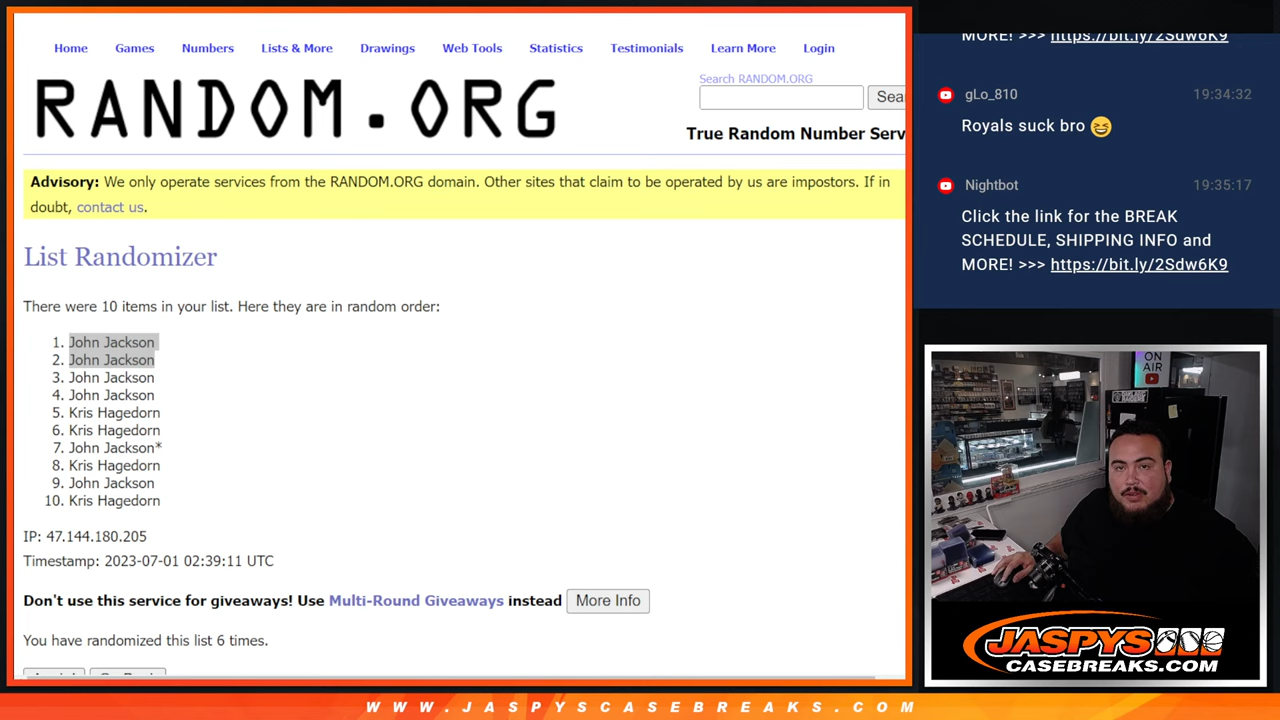 Home Games Numbers Lists & More Drawings Web Tools Statistics Testimonials Learn More Login
RANDOM.ORG
Search RANDOM.ORG
Sear
True Random Number Serv
Advisory: We only operate services from the RANDOM.ORG domain. Other sites that claim to be operated by us are impostors. If in
doubt, contact us.
List Randomizer
There were 10 items in your list. Here they are in random order:
1. John Jackson
2. John Jackson
3. John Jackson
4. John Jackson
5. Kris Hagedorn
6. Kris Hagedorn
7. John Jackson*
8. Kris Hagedorn
9. John Jackson
10. Kris Hagedorn
IP: 47.144.180.205
Timestamp: 2023-07-01 02:39:11 UTC
Don't use this service for giveaways! Use Multi-Round Giveaways instead More Info
You have randomized this list 6 times.
MORE! >>> https://bit.ly/2Sdw6K9
gLo_810 19:34:32
Royals suck bro 😆
Nightbot 19:35:17
Click the link for the BREAK
SCHEDULE, SHIPPING INFO and
MORE! >>> https://bit.ly/2Sdw6K9
ON
AIR
JASPYS
CASEBREAKS.COM
WWW.JASPYSCASEBREAKS.COM